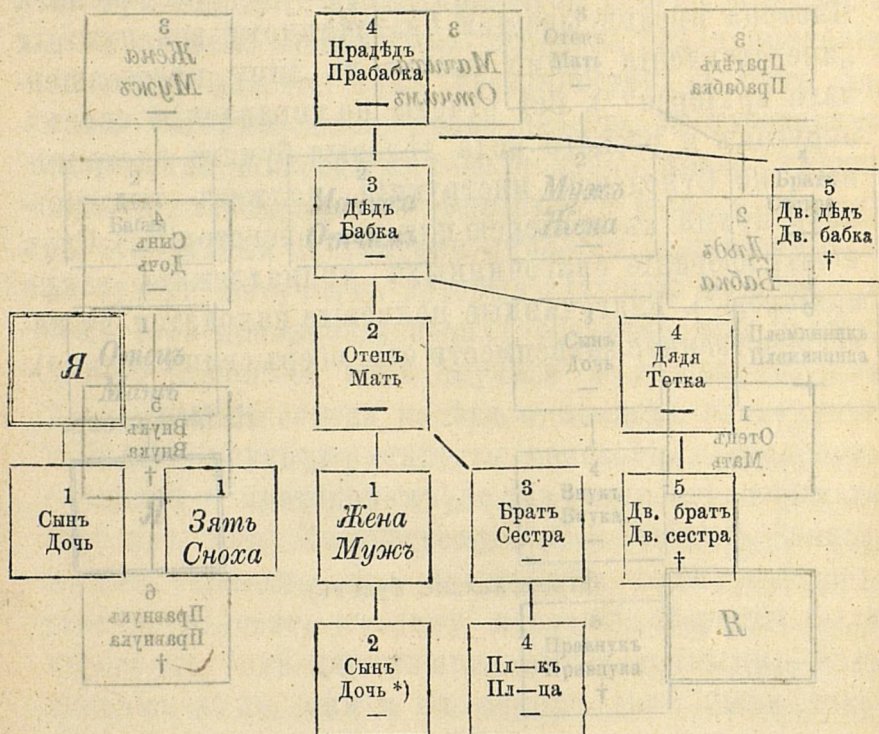 4
Прадѣдъ
Прабабка
—
3
Дѣдъ
Бабка
—
5
Дв. дѣдъ
Дв. бабка
†
Я
2
Отецъ
Мать
—
4
Дядя
Тетка
—
1
Сынъ
Дочь
1
Зять
Сноха
1
Жена
Мужъ
3
Братъ
Сестра
—
5
Дв. братъ
Дв. сестра
†
2
Сынъ
Дочь *)
—
4
Пл—къ
Пл—ца
—